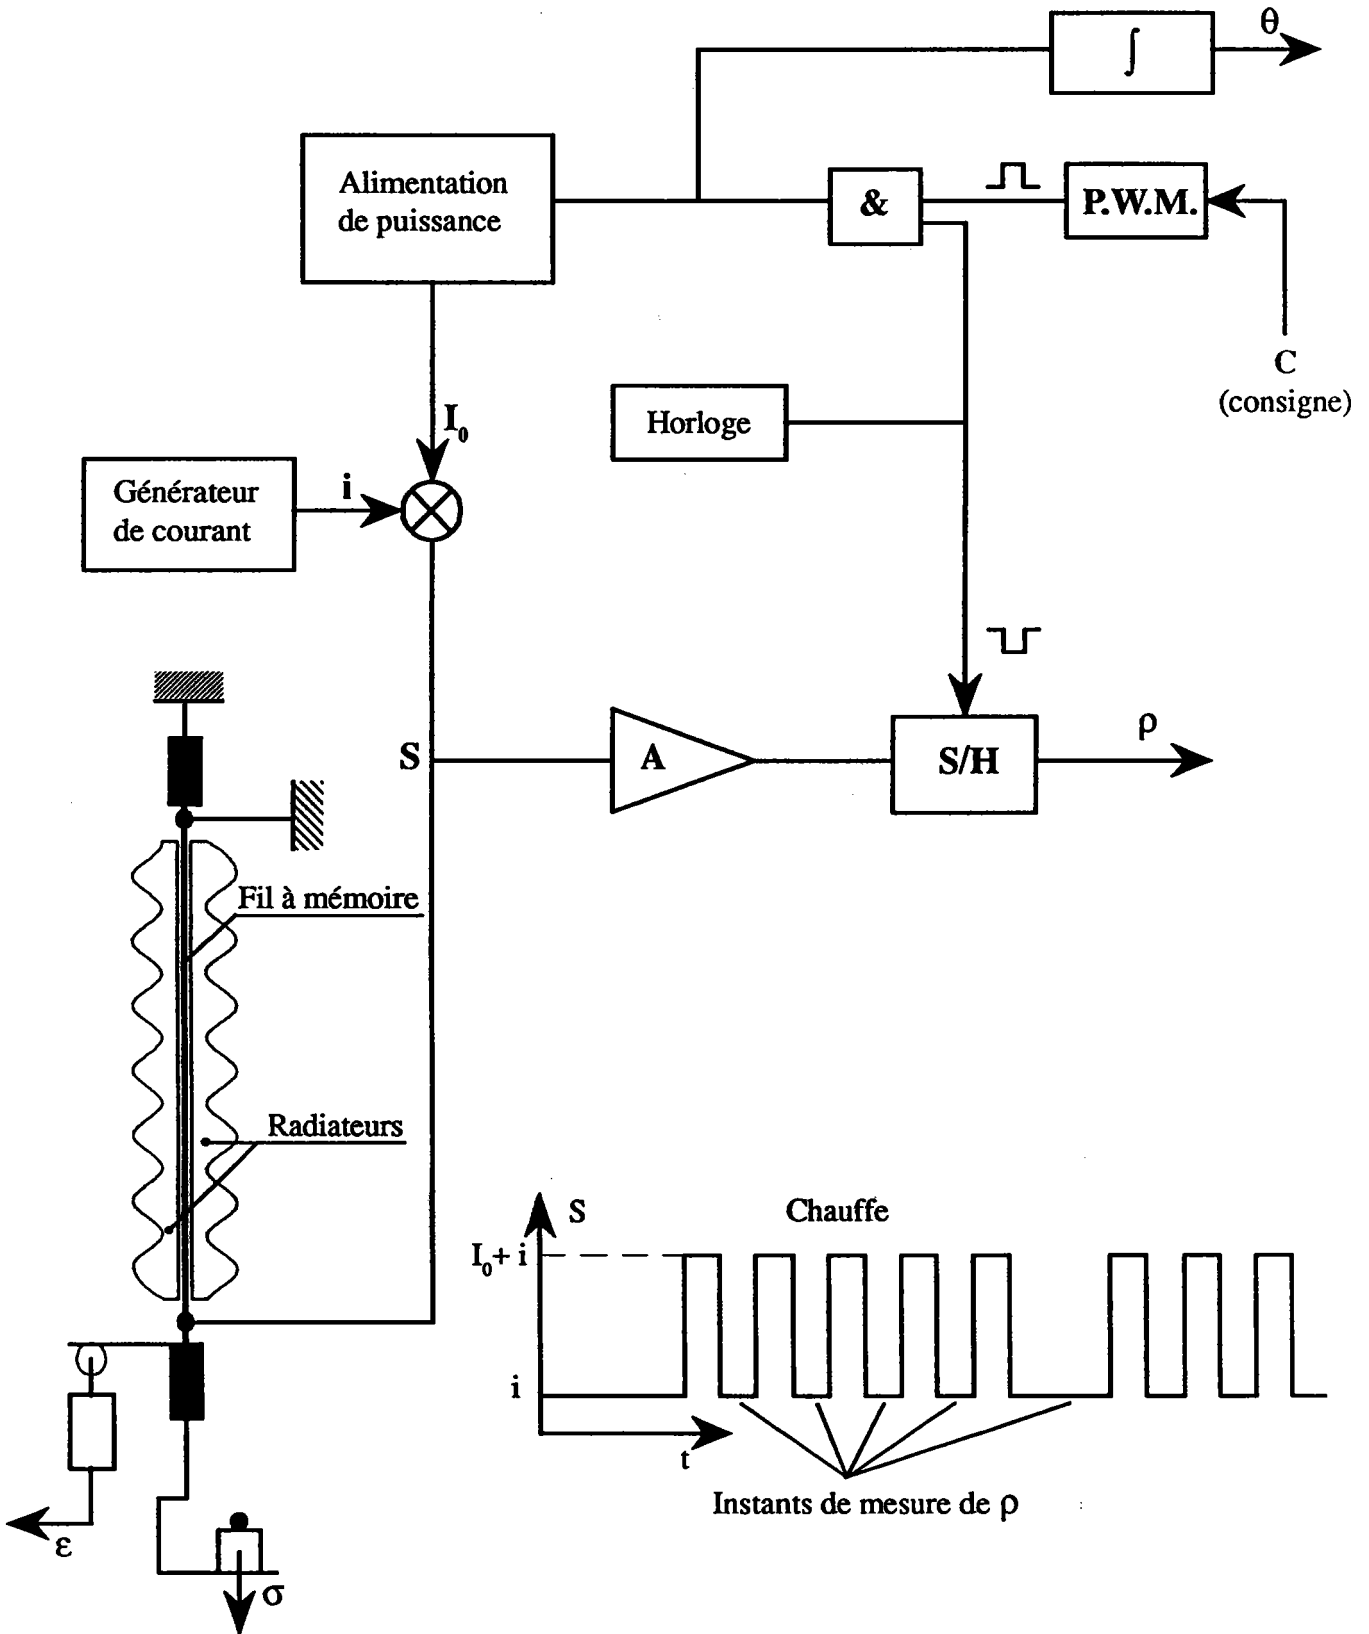 ∫
θ
Alimentation
de puissance
&
P.W.M.
C
(consigne)
Horloge
I₀
Générateur
de courant
i
S
A
S/H
ρ
Fil à mémoire
Radiateurs
S
Chauffe
I₀+ i
i
t
Instants de mesure de ρ
ε
σ